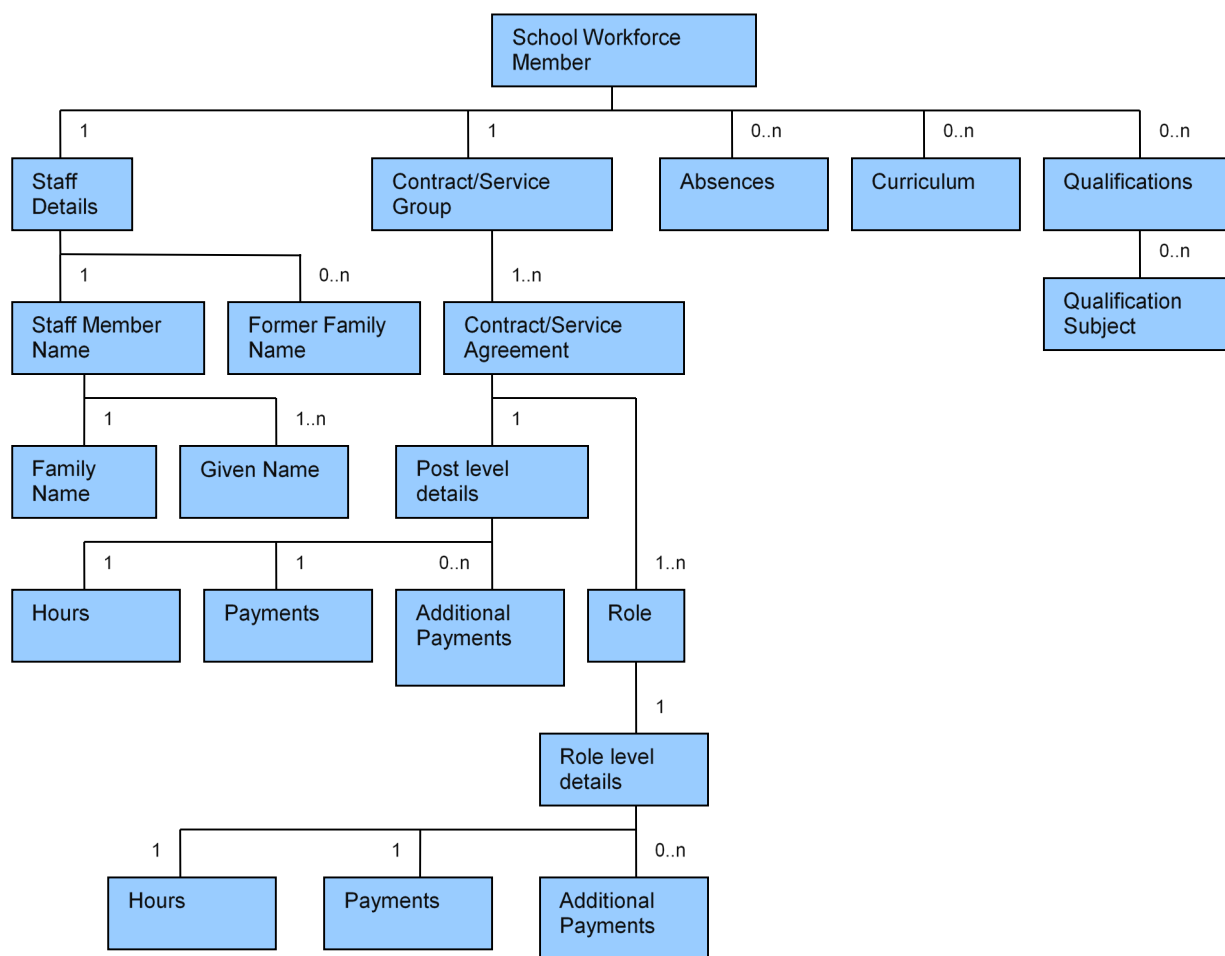 School Workforce
Member
1
1
0..n
0..n
0..n
Staff
Details
Contract/Service
Group
Absences
Curriculum
Qualifications
1
0..n
1..n
0..n
Staff Member
Name
Former Family
Name
Contract/Service
Agreement
Qualification
Subject
1
1..n
1
Family
Name
Given Name
Post level
details
1
1
0..n
1..n
Hours
Payments
Additional
Payments
Role
1
Role level
details
1
1
0..n
Hours
Payments
Additional
Payments